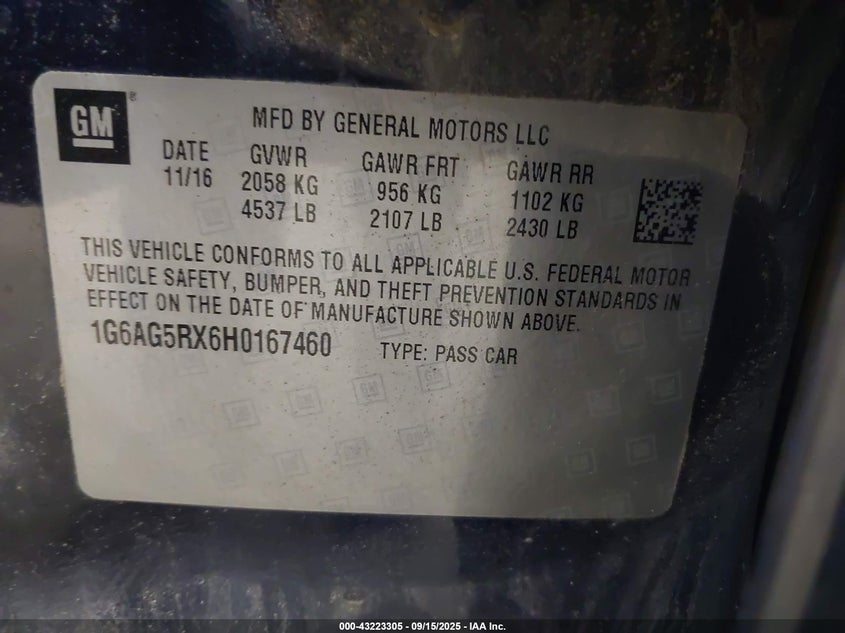 GM®
MFD BY GENERAL MOTORS LLC
DATE GVWR GAWR FRT GAWR RR
11/16 2058 KG 956 KG 1102 KG
4537 LB 2107 LB 2430 LB
THIS VEHICLE CONFORMS TO ALL APPLICABLE U.S. FEDERAL MOTOR
VEHICLE SAFETY, BUMPER, AND THEFT PREVENTION STANDARDS IN
EFFECT ON THE DATE OF MANUFACTURE SHOWN ABOVE.
1G6AG5RX6H0167460 TYPE: PASS CAR
000-43223305 - 09/15/2025 - IAA Inc.